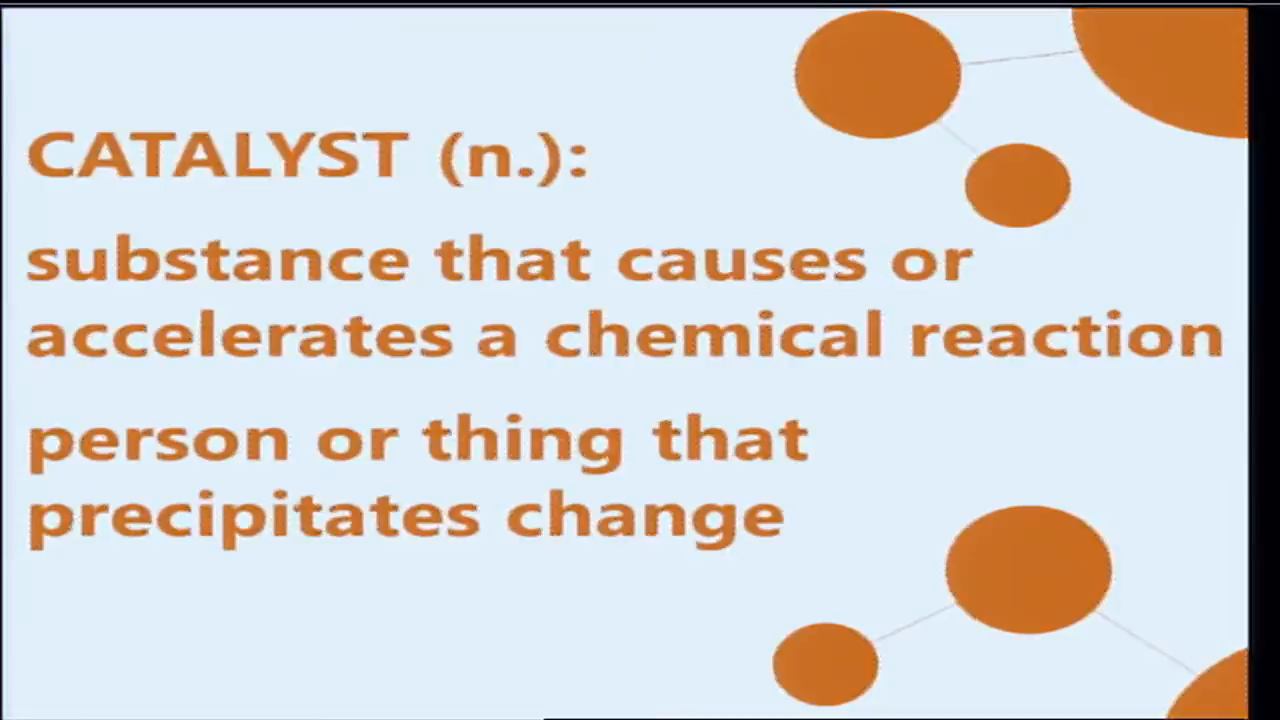 CATALYST (n.):
substance that causes or
accelerates a chemical reaction
person or thing that
precipitates change